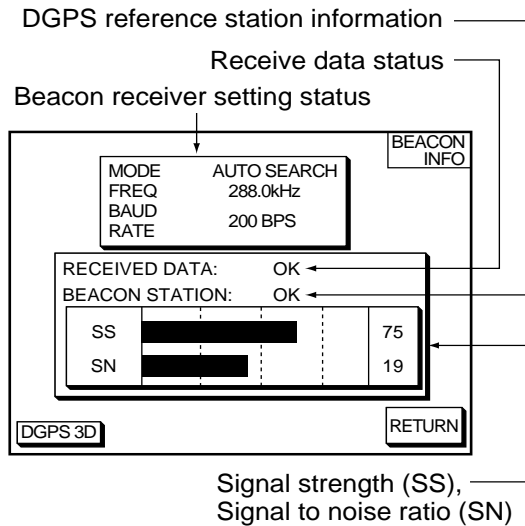 DGPS reference station information
Receive data status
Beacon receiver setting status
BEACON
INFO
MODE AUTO SEARCH
FREQ 288.0kHz
BAUD
RATE 200 BPS
RECEIVED DATA: OK
BEACON STATION: OK
SS 75
SN 19
DGPS 3D
RETURN
Signal strength (SS),
Signal to noise ratio (SN)